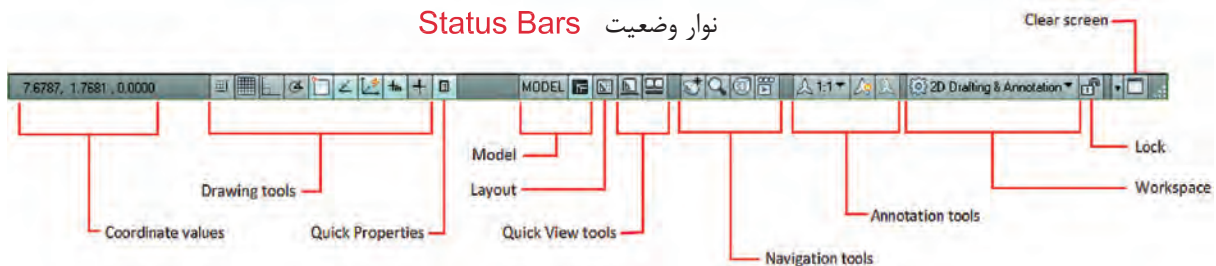 نوار وضعیت Status Bars
Clear screen
7.6787, 1.7681 , 0.0000
MODEL
1:1
2D Drafting & Annotation
Model
Lock
Drawing tools
Layout
Workspace
Annotation tools
Coordinate values
Quick Properties
Quick View tools
Navigation tools